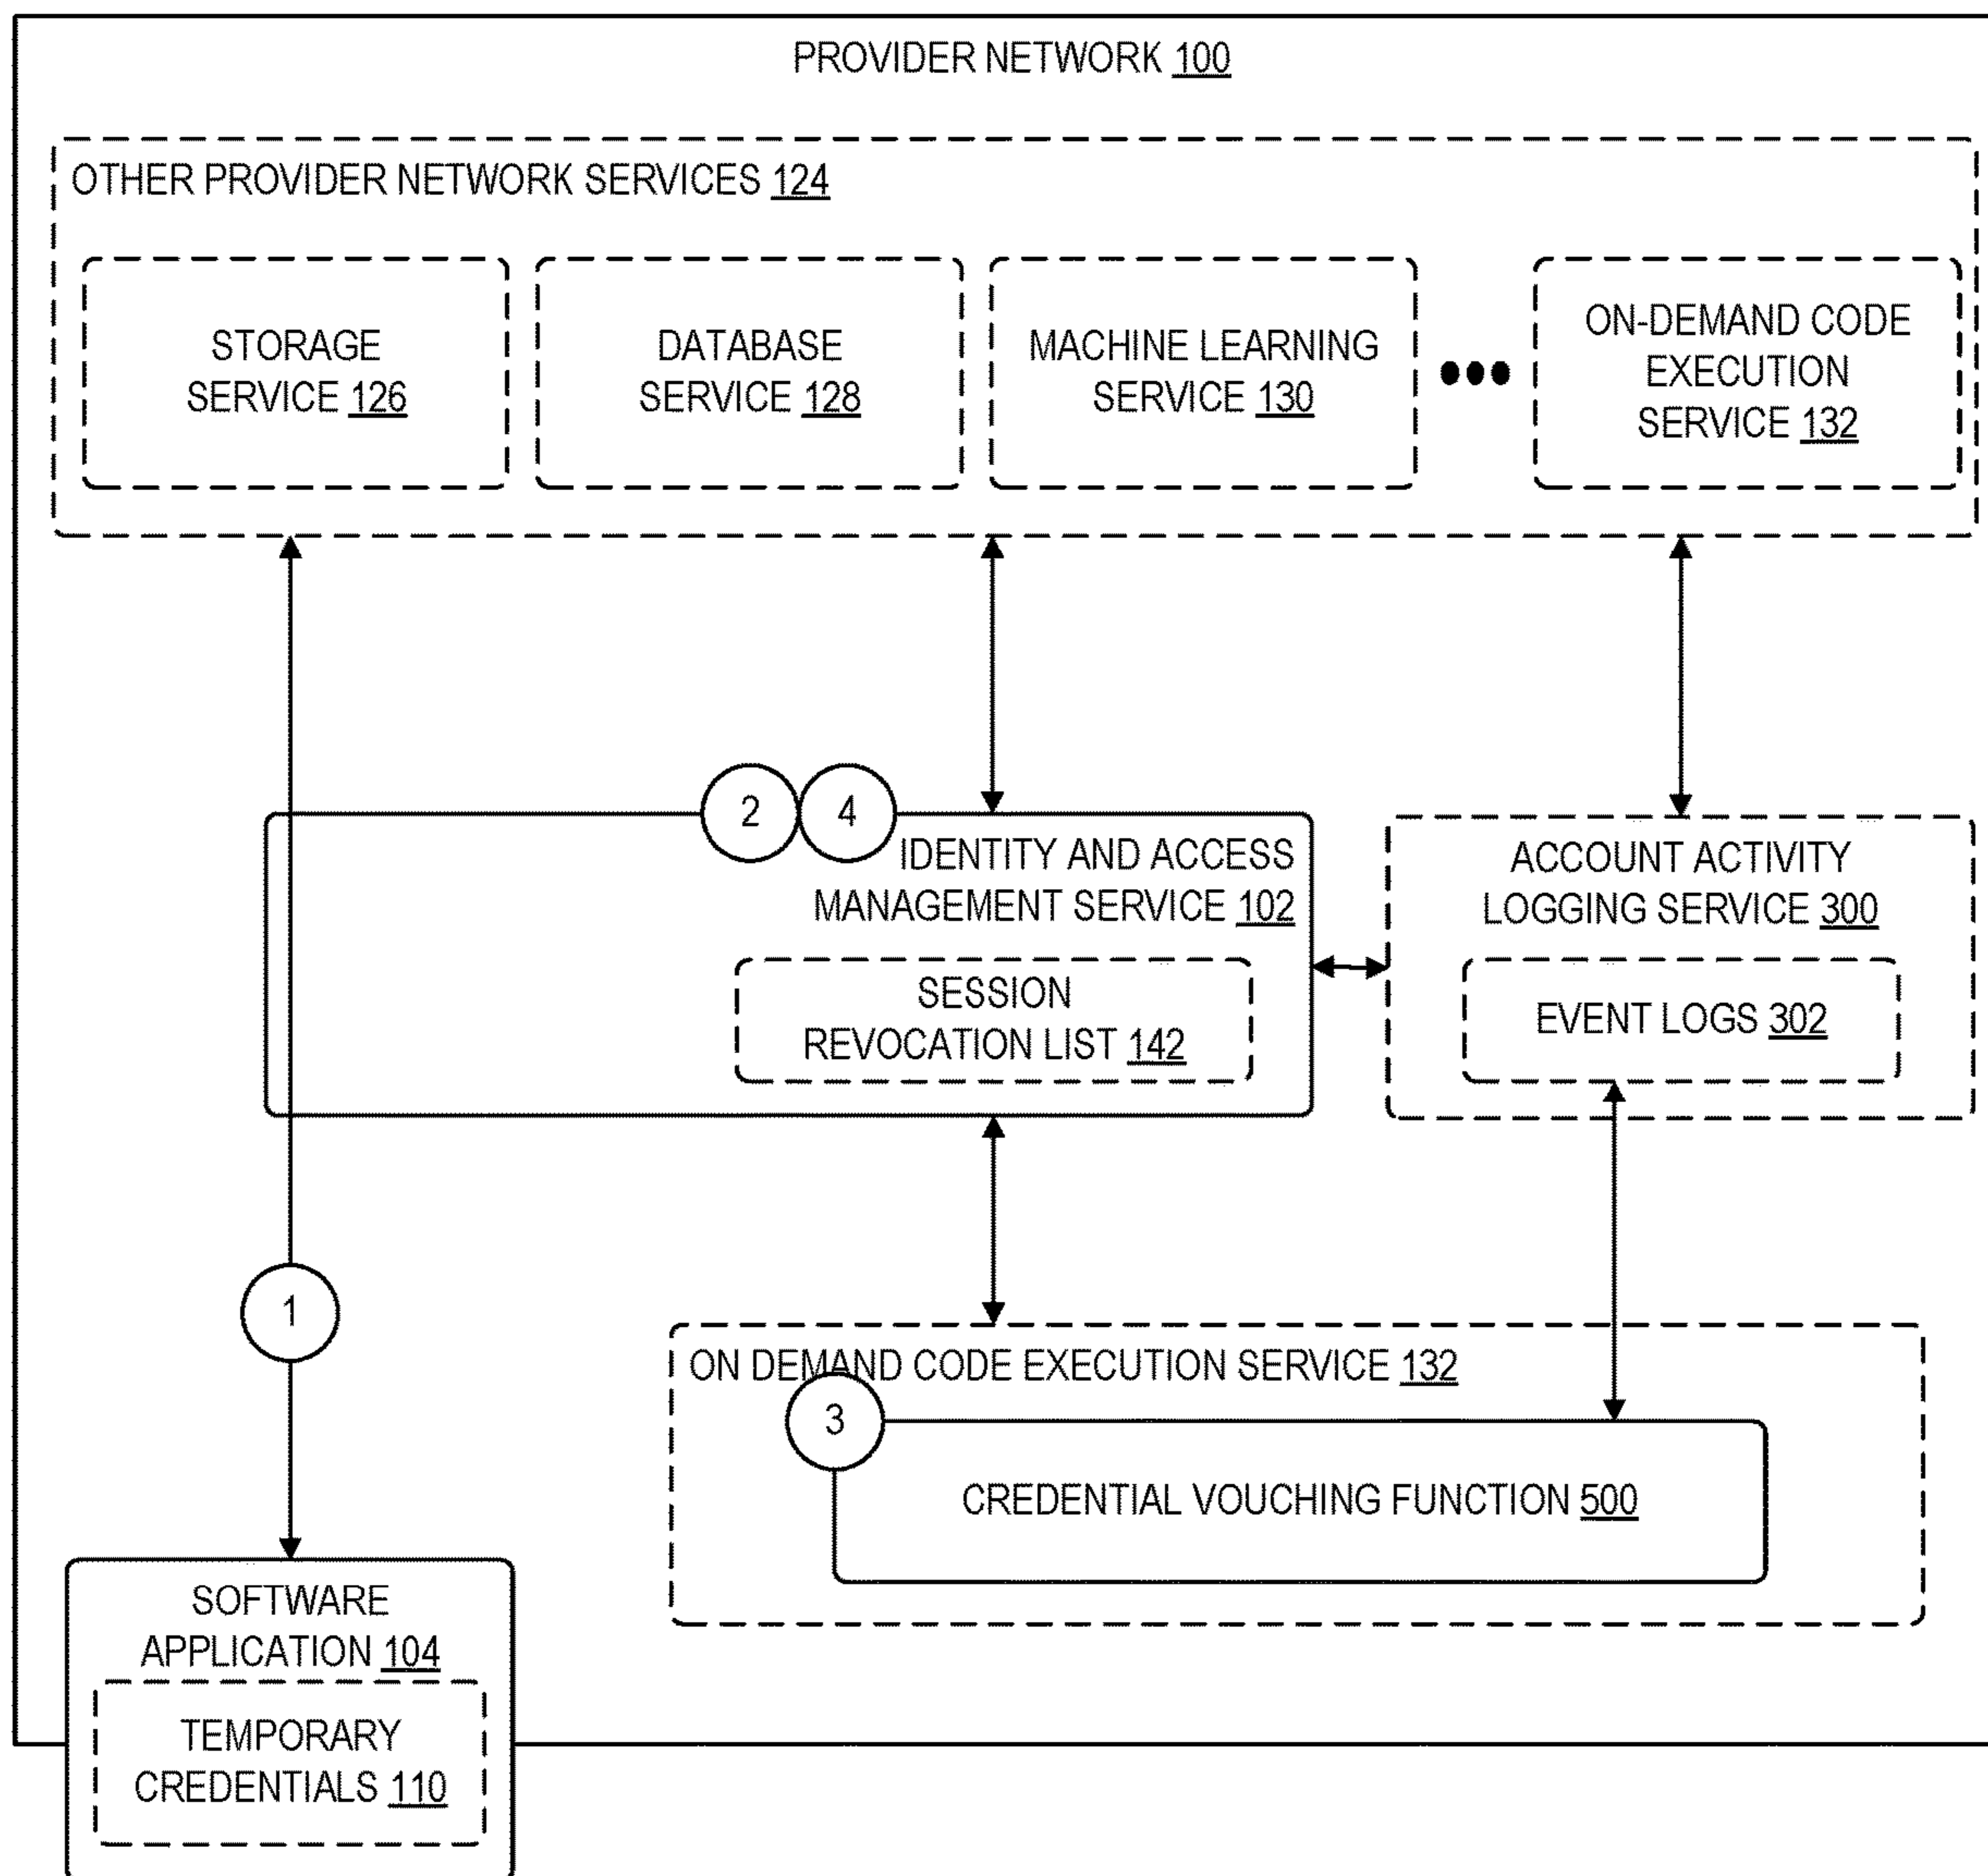 PROVIDER NETWORK 100
OTHER PROVIDER NETWORK SERVICES 124
STORAGE
SERVICE 126
DATABASE
SERVICE 128
MACHINE LEARNING
SERVICE 130
ON-DEMAND CODE
EXECUTION
SERVICE 132
2
4
IDENTITY AND ACCESS
MANAGEMENT SERVICE 102
SESSION
REVOCATION LIST 142
ACCOUNT ACTIVITY
LOGGING SERVICE 300
EVENT LOGS 302
1
ON DEMAND CODE EXECUTION SERVICE 132
3
CREDENTIAL VOUCHING FUNCTION 500
SOFTWARE
APPLICATION 104
TEMPORARY
CREDENTIALS 110